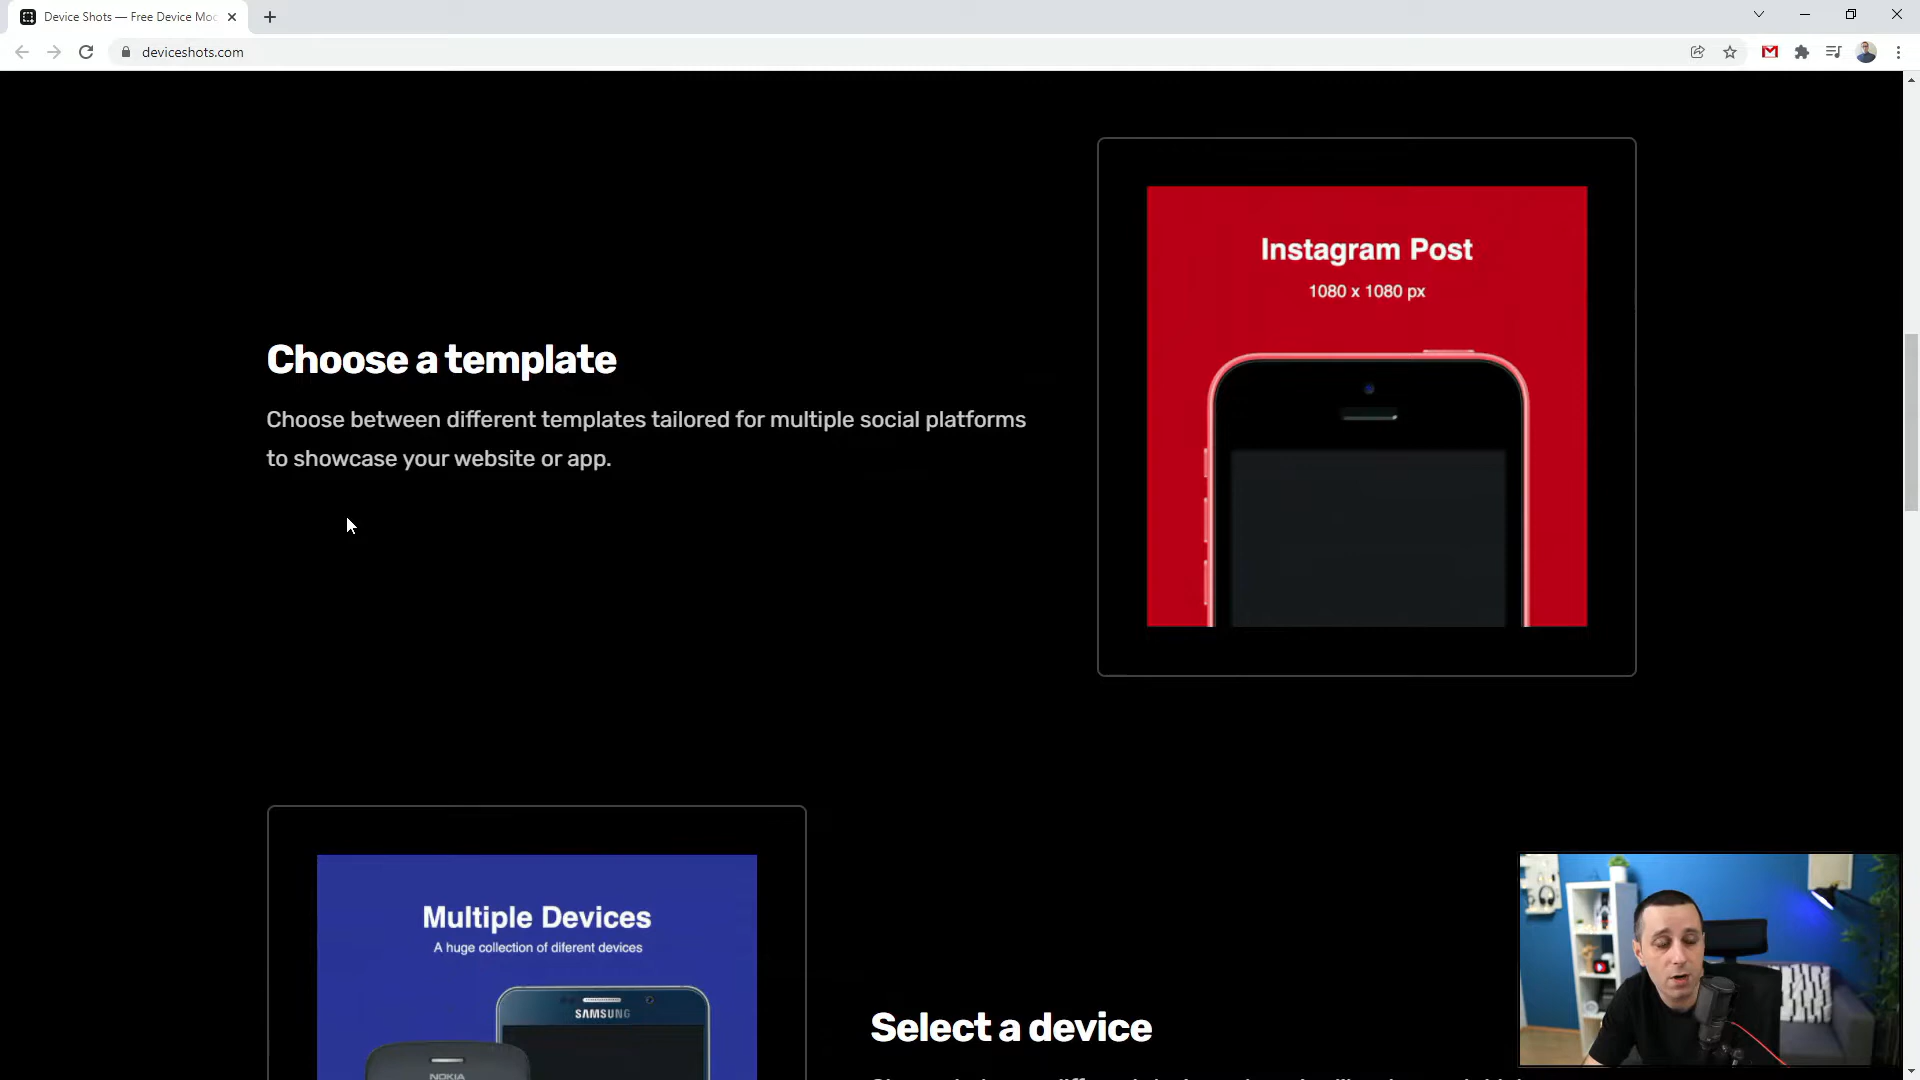 Device Shots — Free Device Moc
deviceshots.com
Instagram Post
1080 x 1080 px
Choose a template
Choose between different templates tailored for multiple social platforms
to showcase your website or app.
Multiple Devices
A huge collection of diferent devices
SAMSUNG
NOKIA
Select a device